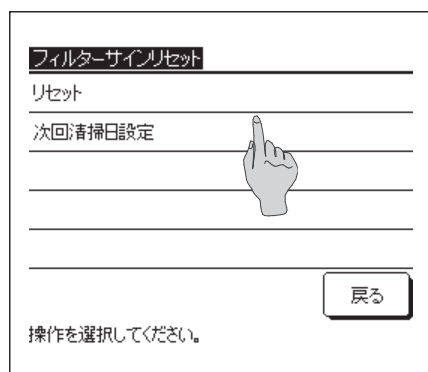 フィルターサインリセット
リセット
次回清掃日設定
戻る
操作を選択してください。